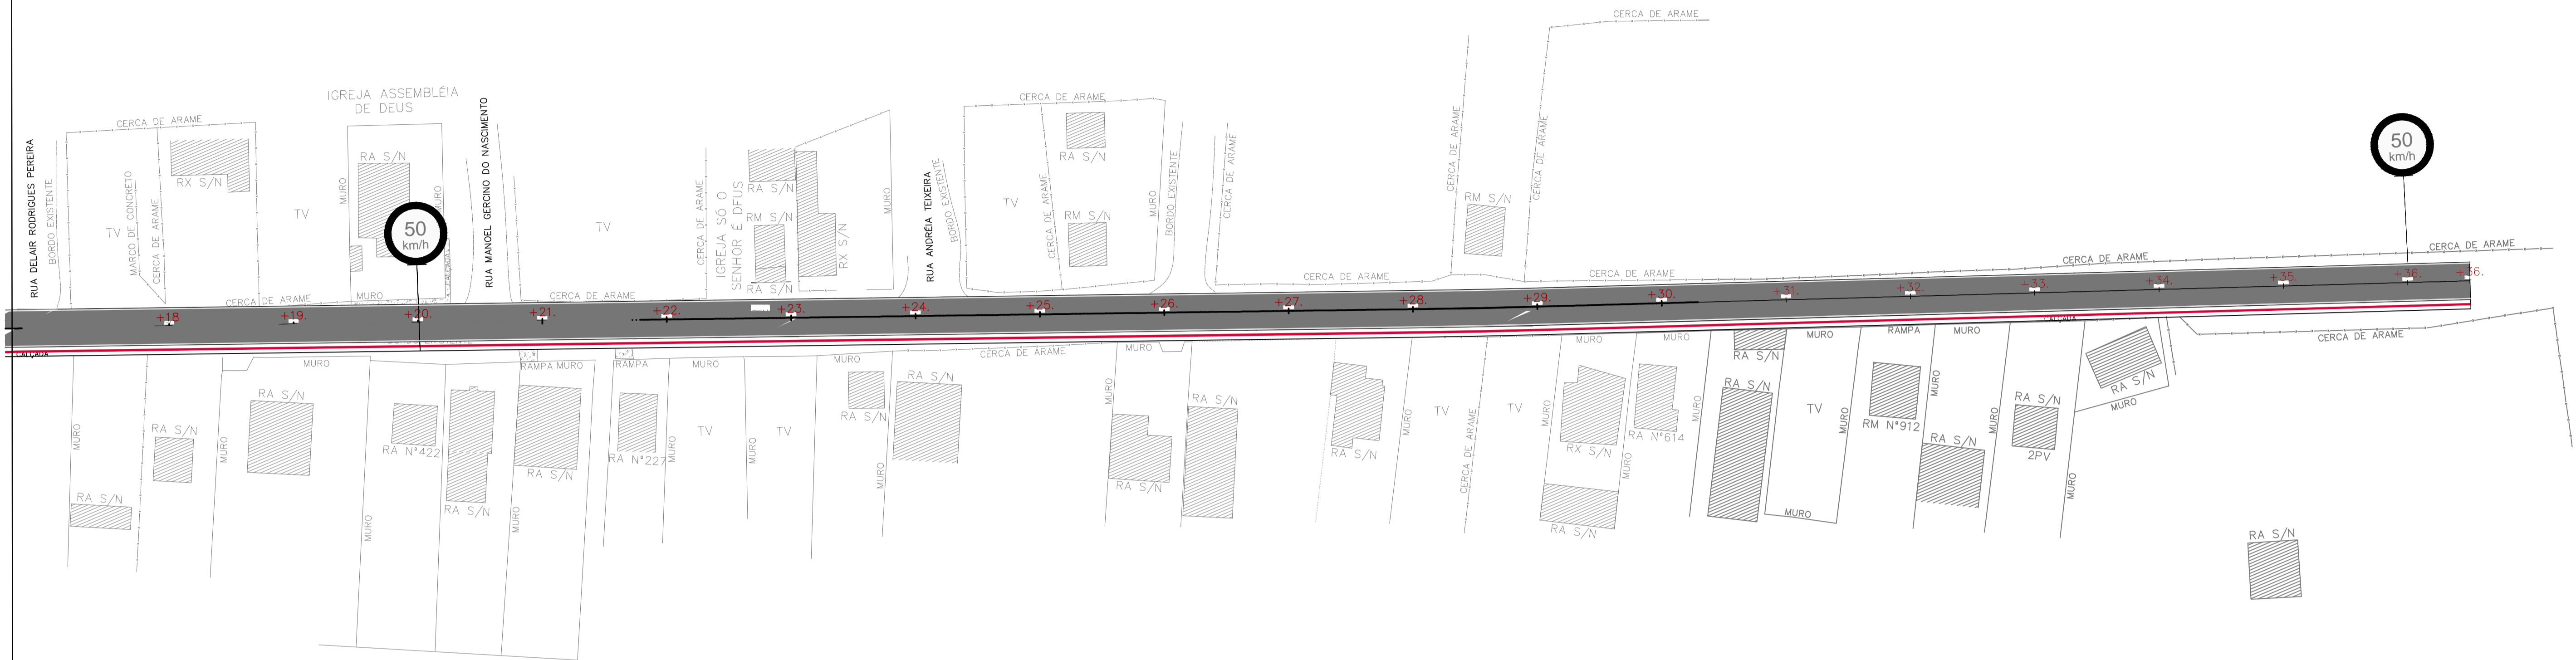 CERCA DE ARAME
IGREJA ASSEMBLÉIA
DE DEUS
CERCA DE ARAME
CERCA DE ARAME
RUA DELAIR RODRIGUES PEREIRA
BORDO EXISTENTE
TV
MARCO DE CONCRETO
CERCA DE ARAME
RX S/N
TV
MURO
RA S/N
MURO
50
km/h
RUA MANOEL GERCINO DO NASCIMENTO
TV
CERCA DE ARAME
IGREJA SÓ O
SENHOR É DEUS
RA S/N
RM S/N
RA S/N
RX S/N
MURO
RUA ANDRÉIA TEIXEIRA
BORDO EXISTENTE
TV
CERCA DE ARAME
RA S/N
RM S/N
MURO
BORDO EXISTENTE
CERCA DE ARAME
CERCA DE ARAME
RM S/N
CERCA DE ARAME
50
km/h
CERCA DE ARAME
MURO
CERCA DE ARAME
CERCA DE ARAME
CERCA DE ARAME
CERCA DE ARAME
CERCA DE ARAME
+18
+19.
+20.
+21.
+22.
+23.
+24.
+25.
+26.
+27.
+28.
+29.
+30.
+31.
+32.
+33.
+34.
+35.
+36.
+36.
CALÇADA
MURO
RAMPA
MURO
RAMPA
MURO
MURO
CERCA DE ARAME
MURO
MURO
MURO
MURO
RAMPA
MURO
CALÇADA
CERCA DE ARAME
MURO
RA S/N
RA S/N
MURO
RA S/N
MURO
RA N°422
RA S/N
MURO
RA S/N
RA N°227
MURO
TV
MURO
TV
RA S/N
MURO
RA S/N
MURO
RA S/N
RA S/N
RA S/N
MURO
TV
CERCA DE ARAME
TV
MURO
RX S/N
RA S/N
MURO
RA N°614
MURO
RA S/N
RA S/N
TV
MURO
MURO
RM N°912
MURO
RA S/N
MURO
RA S/N
2PV
MURO
RA S/N
MURO
RA S/N